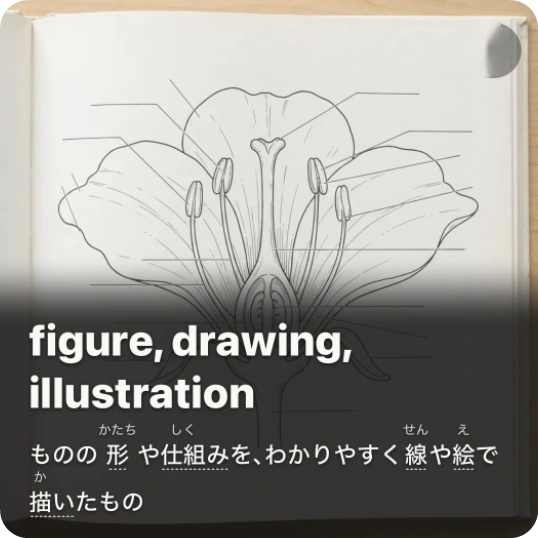 figure, drawing,
illustration
かたち しく せん え
ものの形や仕組みを、わかりやすく線や絵で
か
描いたもの